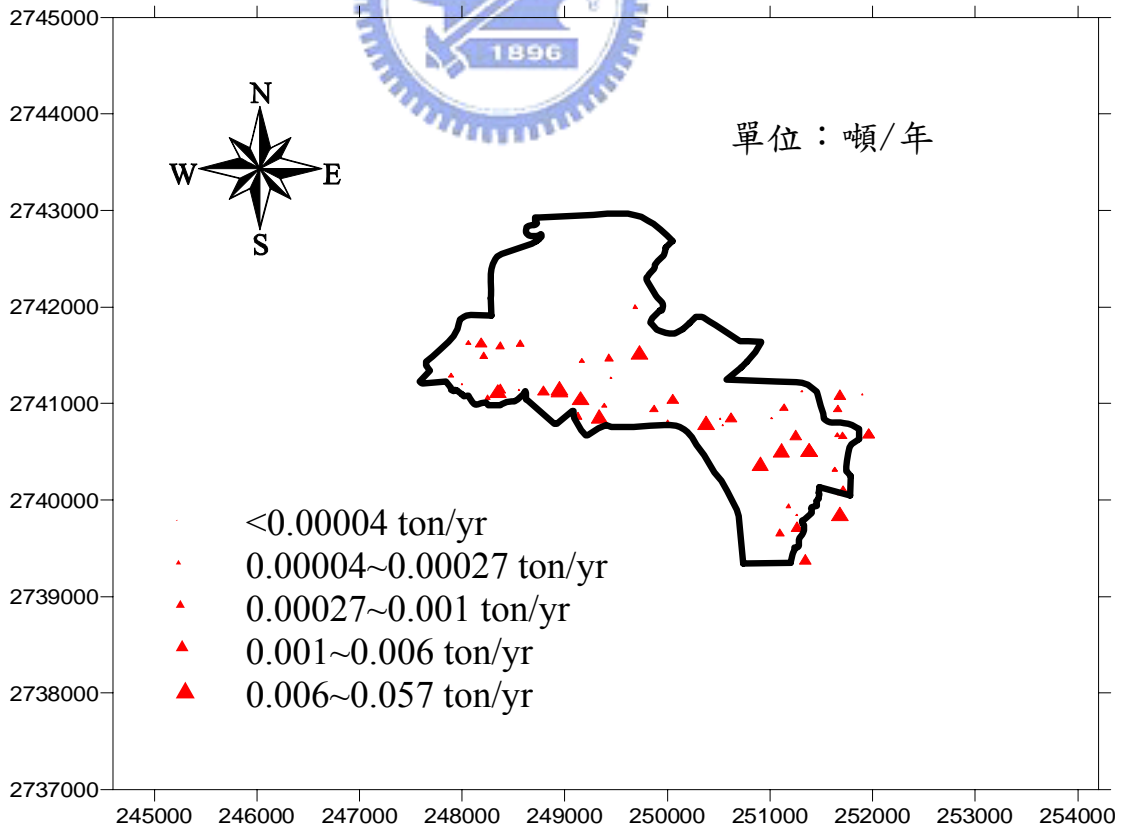 1896
2745000
2744000
2743000
2742000
2741000
2740000
2739000
2738000
2737000
N
W E
S
單位：噸/年
<0.00004 ton/yr
0.00004~0.00027 ton/yr
0.00027~0.001 ton/yr
0.001~0.006 ton/yr
0.006~0.057 ton/yr
245000 246000 247000 248000 249000 250000 251000 252000 253000 254000